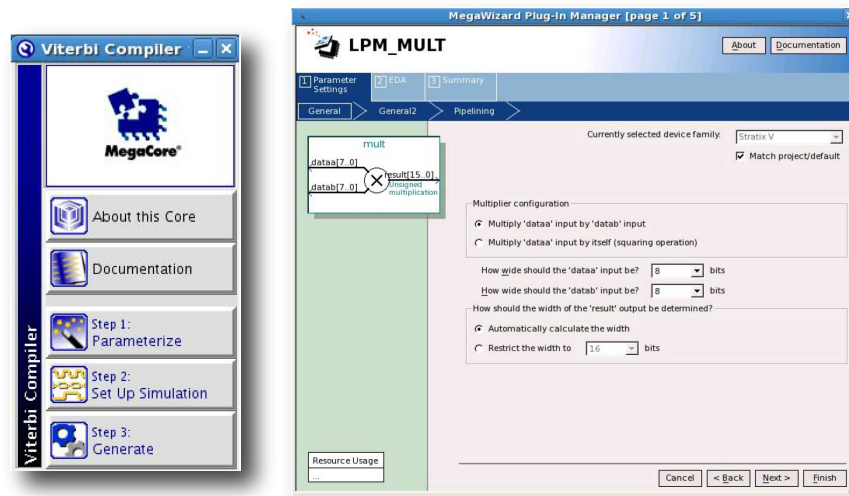 Viterbi Compiler
MegaCore®
About this Core
Documentation
Step 1:
Parameterize
Step 2:
Set Up Simulation
Step 3:
Generate
Viterbi Compiler
MegaWizard Plug-In Manager [page 1 of 5]
LPM_MULT
About
Documentation
1 Parameter Settings
2 EDA
3 Summary
General
General2
Pipelining
mult
dataa[7..0]
result[15..0]
datab[7..0]
Unsigned
multiplication
Currently selected device family:
Stratix V
Match project/default
Multiplier configuration
Multiply 'dataa' input by 'datab' input
Multiply 'dataa' input by itself (squaring operation)
How wide should the 'dataa' input be? 8 bits
How wide should the 'datab' input be? 8 bits
How should the width of the 'result' output be determined?
Automatically calculate the width
Restrict the width to 16 bits
Resource Usage
...
Cancel
< Back
Next >
Finish